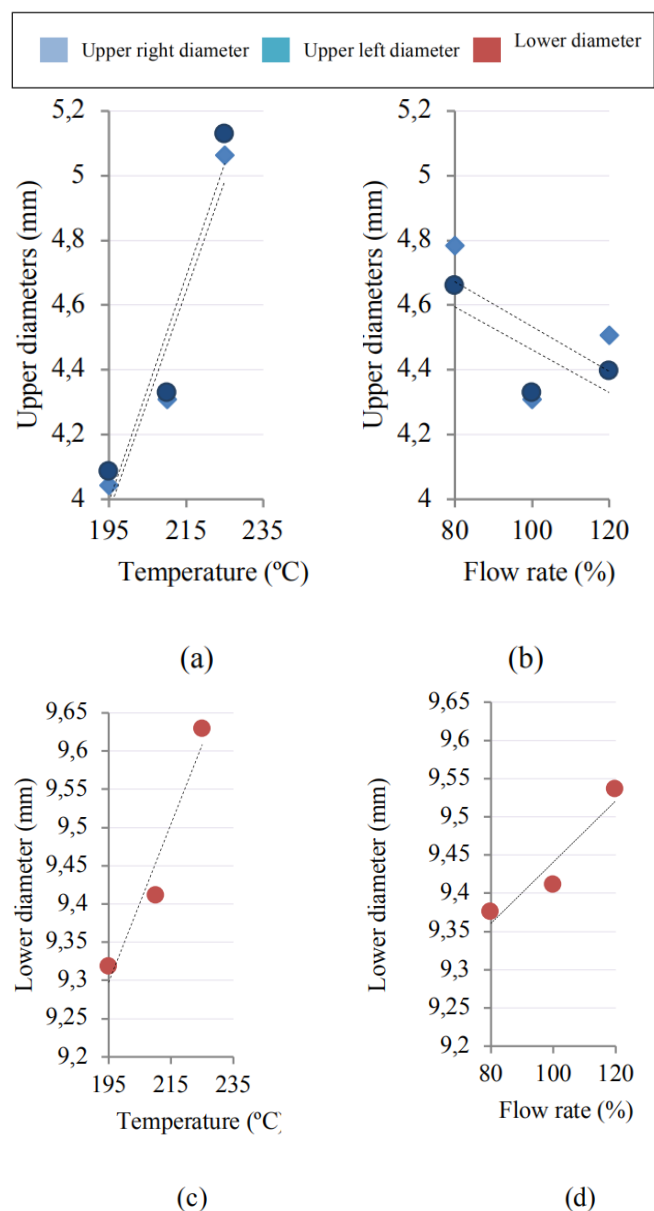 Upper right diameter Upper left diameter Lower diameter
5,2
5
4,8
4,6
4,4
4,2
4
195 215 235
Upper diameters (mm)
Temperature (ºC)
(a)
5,2
5
4,8
4,6
4,4
4,2
4
80 100 120
Upper diameters (mm)
Flow rate (%)
(b)
9,65
9,6
9,55
9,5
9,45
9,4
9,35
9,3
9,25
9,2
195 215 235
Lower diameter (mm)
Temperature (ºC)
(c)
9,65
9,6
9,55
9,5
9,45
9,4
9,35
9,3
9,25
9,2
80 100 120
Lower diameter (mm)
Flow rate (%)
(d)